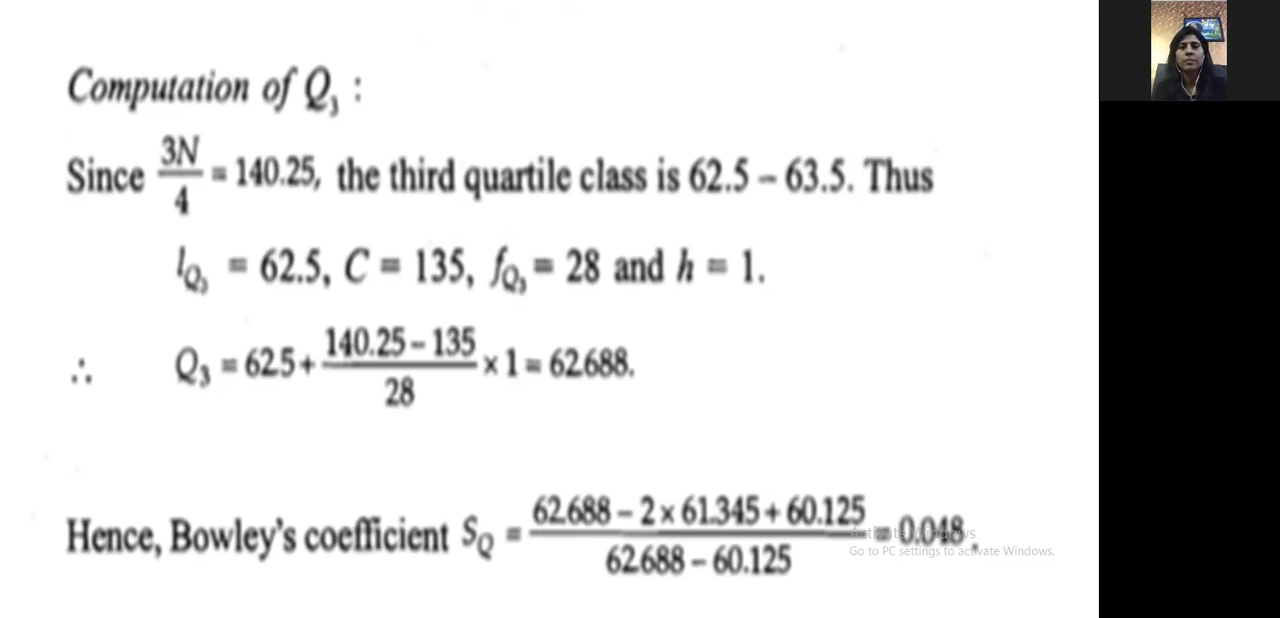 Computation of Q₃ :
Since 3N/4 = 140.25, the third quartile class is 62.5 – 63.5. Thus
l_Q₃ = 62.5, C = 135, f_Q₃ = 28 and h = 1.
∴ Q₃ = 62.5 + (140.25 – 135)/28 × 1 = 62.688.
Hence, Bowley's coefficient S_Q = (62.688 – 2 × 61.345 + 60.125)/(62.688 – 60.125) = 0.048.
Activate Windows
Go to PC settings to activate Windows.